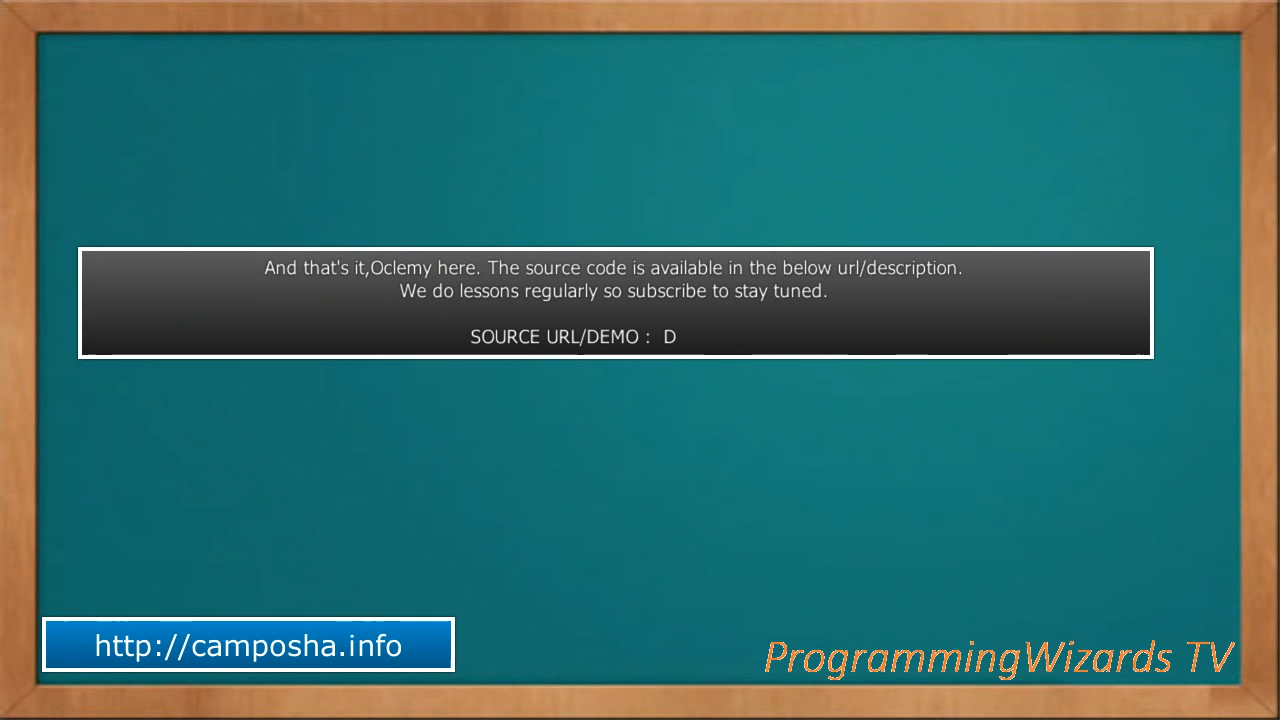 And that's it,Oclemy here. The source code is available in the below url/description.
We do lessons regularly so subscribe to stay tuned.
SOURCE URL/DEMO :  D
http://camposha.info
ProgrammingWizards TV